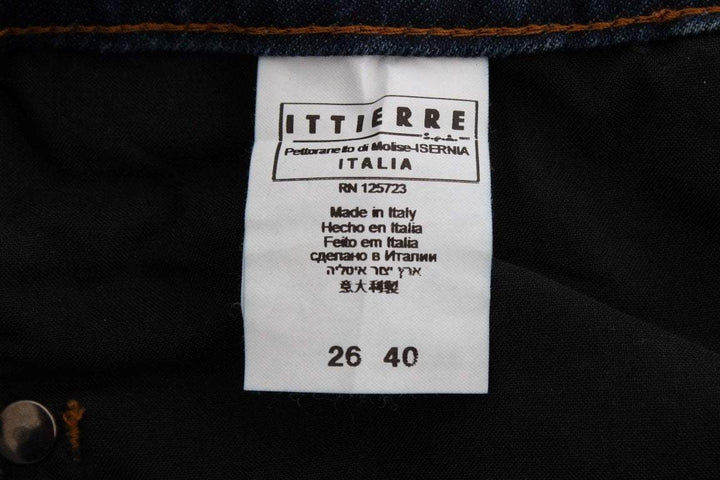 ITTIERRE
S.p.A.
Pettoranello di Molise-ISERNIA
ITALIA
RN 125723
Made in Italy
Hecho en Italia
Feito em Italia
сделано в Италии
ארץ יצור איטליה
意大利製
26 40